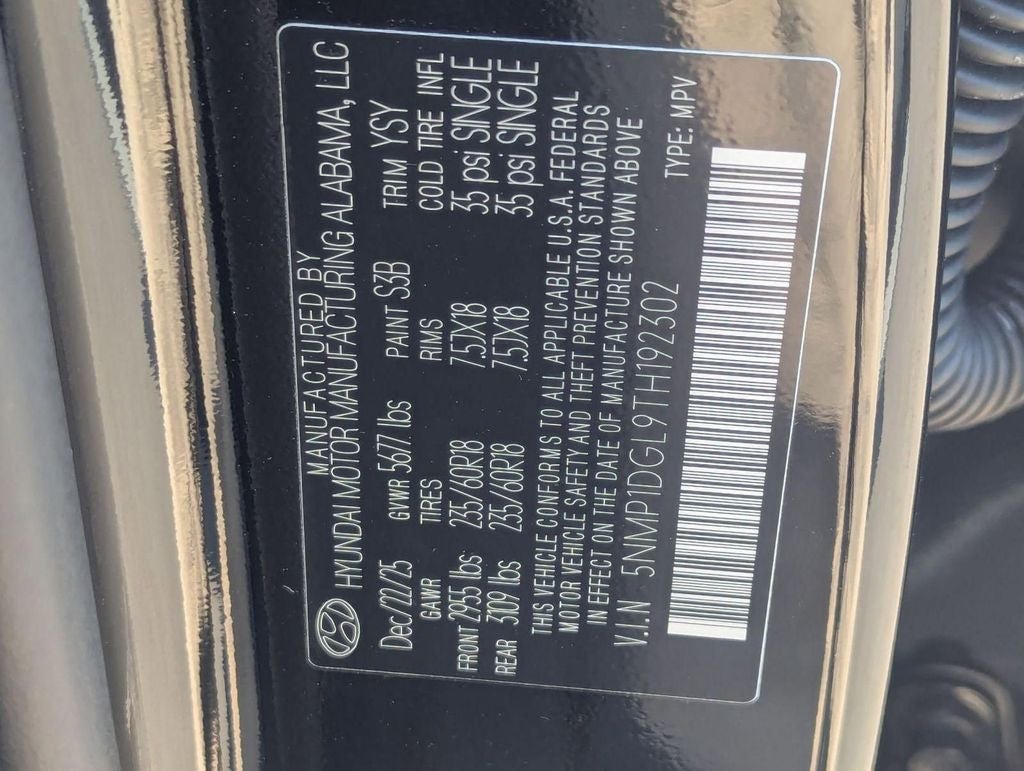 MANUFACTURED BY
HYUNDAI MOTOR MANUFACTURING ALABAMA, LLC
Dec/22/25 GVWR 5677 lbs PAINT S3B TRIM YSY
GAWR TIRES RIMS COLD TIRE INFL
FRONT 2955 lbs 235/60R18 7.5JX18 35 psi SINGLE
REAR 3109 lbs 235/60R18 7.5JX18 35 psi SINGLE
THIS VEHICLE CONFORMS TO ALL APPLICABLE U.S.A. FEDERAL
MOTOR VEHICLE SAFETY AND THEFT PREVENTION STANDARDS
IN EFFECT ON THE DATE OF MANUFACTURE SHOWN ABOVE
V.I.N 5NMP1DGL9TH192302 TYPE: MPV